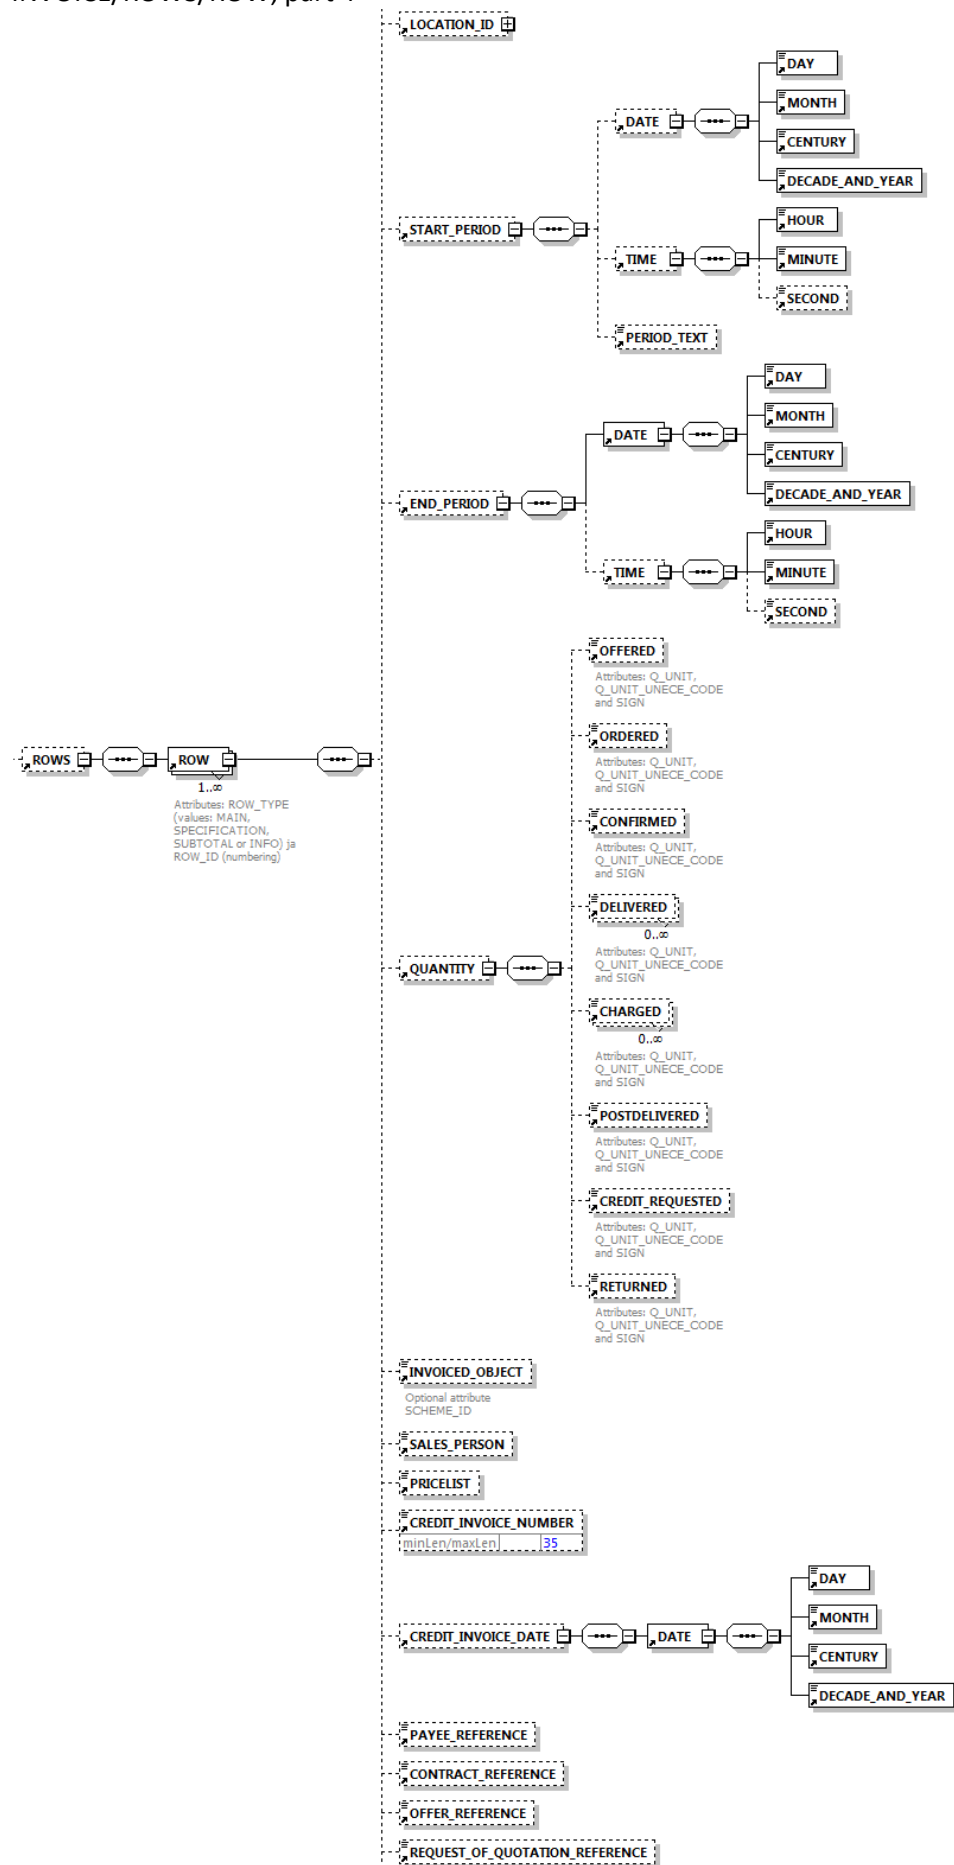 LOCATION_ID
DAY
MONTH
DATE
CENTURY
DECADE_AND_YEAR
START_PERIOD
HOUR
TIME
MINUTE
SECOND
PERIOD_TEXT
DAY
MONTH
DATE
CENTURY
DECADE_AND_YEAR
END_PERIOD
HOUR
TIME
MINUTE
SECOND
OFFERED
Attributes: Q_UNIT,
Q_UNIT_UNECE_CODE
and SIGN
ORDERED
Attributes: Q_UNIT,
Q_UNIT_UNECE_CODE
and SIGN
ROWS
ROW
1..∞
Attributes: ROW_TYPE
(values: MAIN,
SPECIFICATION,
SUBTOTAL or INFO) ja
ROW_ID (numbering)
CONFIRMED
Attributes: Q_UNIT,
Q_UNIT_UNECE_CODE
and SIGN
DELIVERED
0..∞
Attributes: Q_UNIT,
Q_UNIT_UNECE_CODE
and SIGN
QUANTITY
CHARGED
0..∞
Attributes: Q_UNIT,
Q_UNIT_UNECE_CODE
and SIGN
POSTDELIVERED
Attributes: Q_UNIT,
Q_UNIT_UNECE_CODE
and SIGN
CREDIT_REQUESTED
Attributes: Q_UNIT,
Q_UNIT_UNECE_CODE
and SIGN
RETURNED
Attributes: Q_UNIT,
Q_UNIT_UNECE_CODE
and SIGN
INVOICED_OBJECT
Optional attribute
SCHEME_ID
SALES_PERSON
PRICELIST
CREDIT_INVOICE_NUMBER
minLen/maxLen 35
DAY
MONTH
CREDIT_INVOICE_DATE
DATE
CENTURY
DECADE_AND_YEAR
PAYEE_REFERENCE
CONTRACT_REFERENCE
OFFER_REFERENCE
REQUEST_OF_QUOTATION_REFERENCE